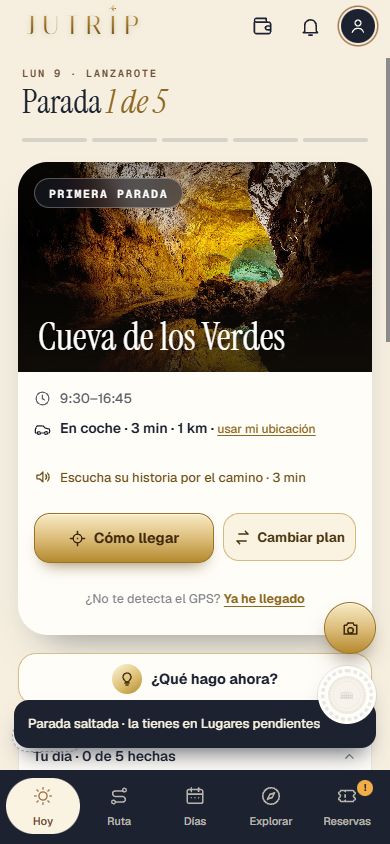 JUTRIP
LUN 9 · LANZAROTE
Parada 1 de 5
PRIMERA PARADA
Cueva de los Verdes
9:30–16:45
En coche · 3 min · 1 km · usar mi ubicación
Escucha su historia por el camino · 3 min
Cómo llegar
Cambiar plan
¿No te detecta el GPS? Ya he llegado
¿Qué hago ahora?
Parada saltada · la tienes en Lugares pendientes
Tu día · 0 de 5 hechas
!
Hoy
Ruta
Días
Explorar
Reservas